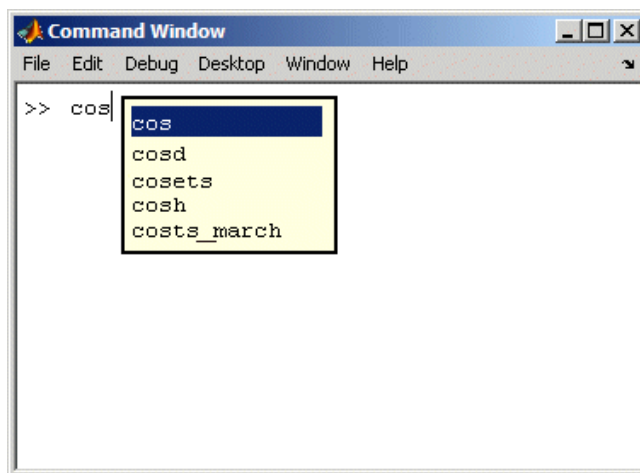 Command Window
File Edit Debug Desktop Window Help
>> cos
cos
cosd
cosets
cosh
costs_march